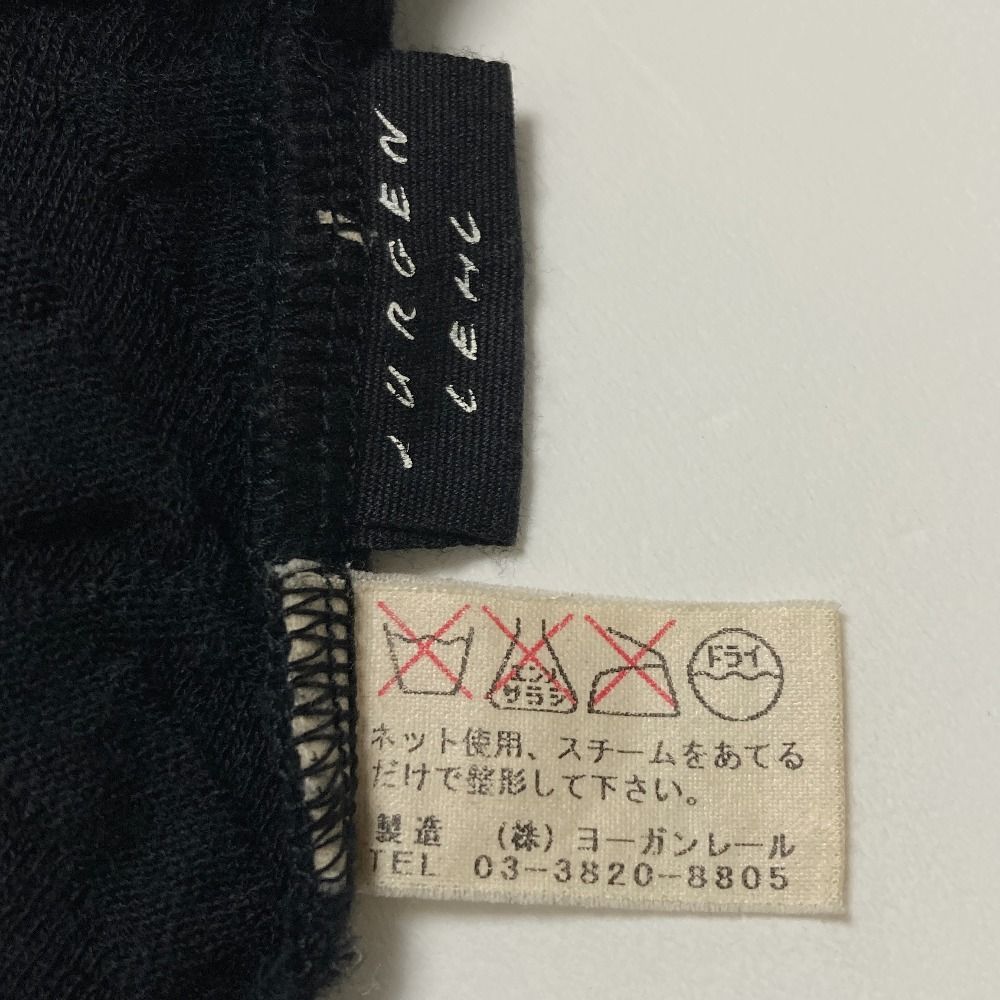 JURGEN
LEHL
エンソ
サラシ
ドライ
ネット使用、スチームをあてる
だけで整形して下さい。
製造 (株)ヨーガンレール
TEL 03-3820-8805